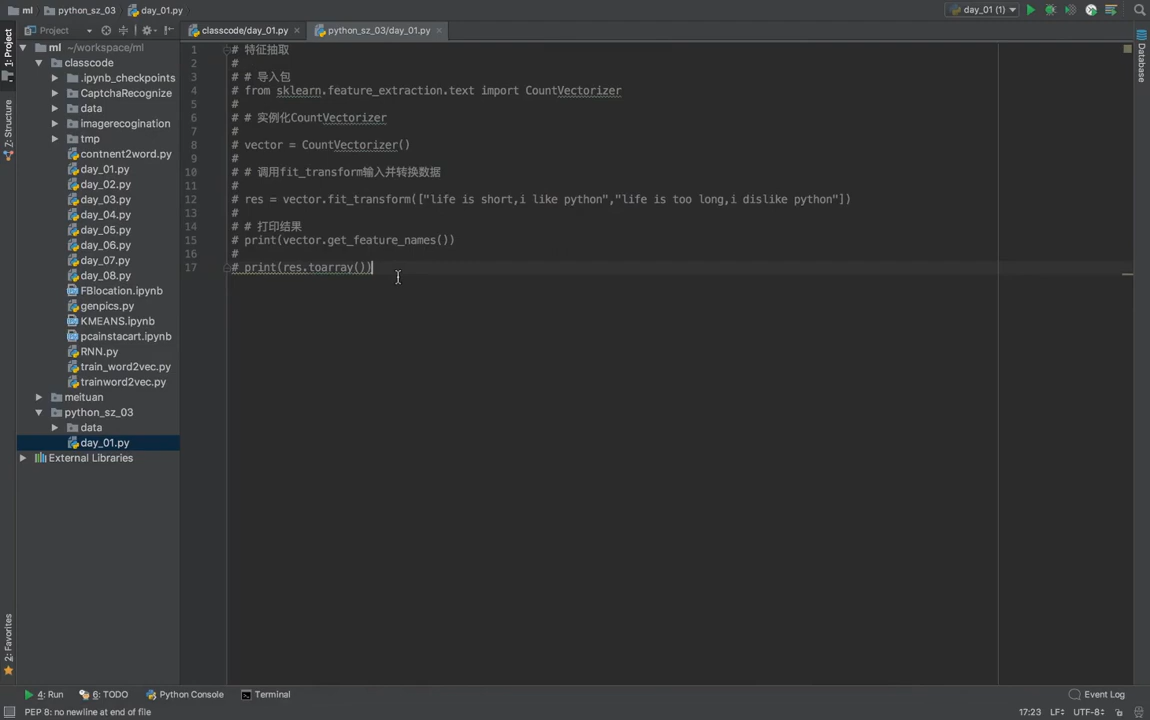 ml
python_sz_03
day_01.py
day_01 (1)
Project
classcode/day_01.py
python_sz_03/day_01.py
1: Project
Z: Structure
2: Favorites
Database
ml ~/workspace/ml
classcode
.ipynb_checkpoints
CaptchaRecognize
data
imagerecogination
tmp
contnent2word.py
day_01.py
day_02.py
day_03.py
day_04.py
day_05.py
day_06.py
day_07.py
day_08.py
FBlocation.ipynb
genpics.py
KMEANS.ipynb
pcainstacart.ipynb
RNN.py
train_word2vec.py
trainword2vec.py
meituan
python_sz_03
data
day_01.py
External Libraries
1 # 特征抽取
2 #
3 # # 导入包
4 # from sklearn.feature_extraction.text import CountVectorizer
5 #
6 # # 实例化CountVectorizer
7 #
8 # vector = CountVectorizer()
9 #
10 # # 调用fit_transform输入并转换数据
11 #
12 # res = vector.fit_transform(["life is short,i like python","life is too long,i dislike python"])
13 #
14 # # 打印结果
15 # print(vector.get_feature_names())
16 #
17 # print(res.toarray())
4: Run
6: TODO
Python Console
Terminal
Event Log
PEP 8: no newline at end of file
17:23 LF UTF-8